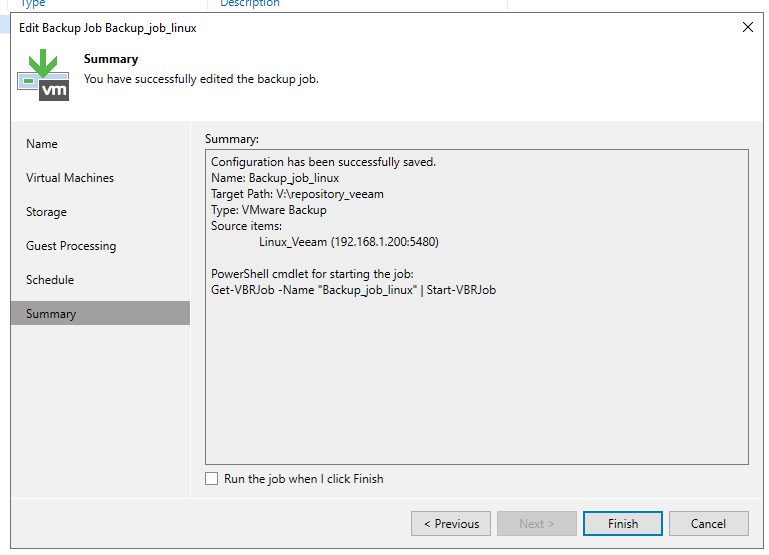 Type
Description
Edit Backup Job Backup_job_linux
vm
Summary
You have successfully edited the backup job.
Name
Virtual Machines
Storage
Guest Processing
Schedule
Summary
Summary:
Configuration has been successfully saved.
Name: Backup_job_linux
Target Path: V:\repository_veeam
Type: VMware Backup
Source items:
Linux_Veeam (192.168.1.200:5480)
PowerShell cmdlet for starting the job:
Get-VBRJob -Name "Backup_job_linux" | Start-VBRJob
Run the job when I click Finish
< Previous
Next >
Finish
Cancel